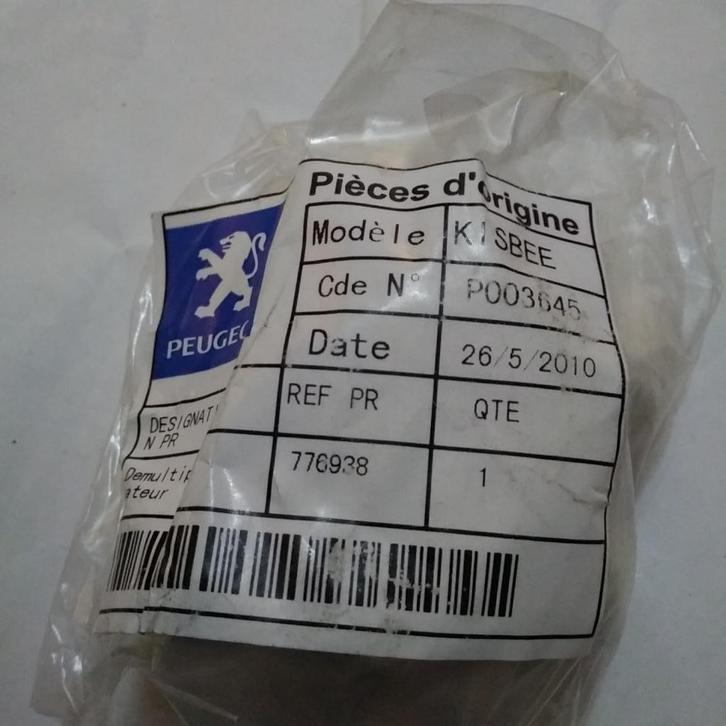 Pièces d'origine
PEUGEO
Modèle KISBEE
Cde N° P003645
Date 26/5/2010
DESIGNATI
N PR
REF PR QTE
Demultip
ateur
776938 1